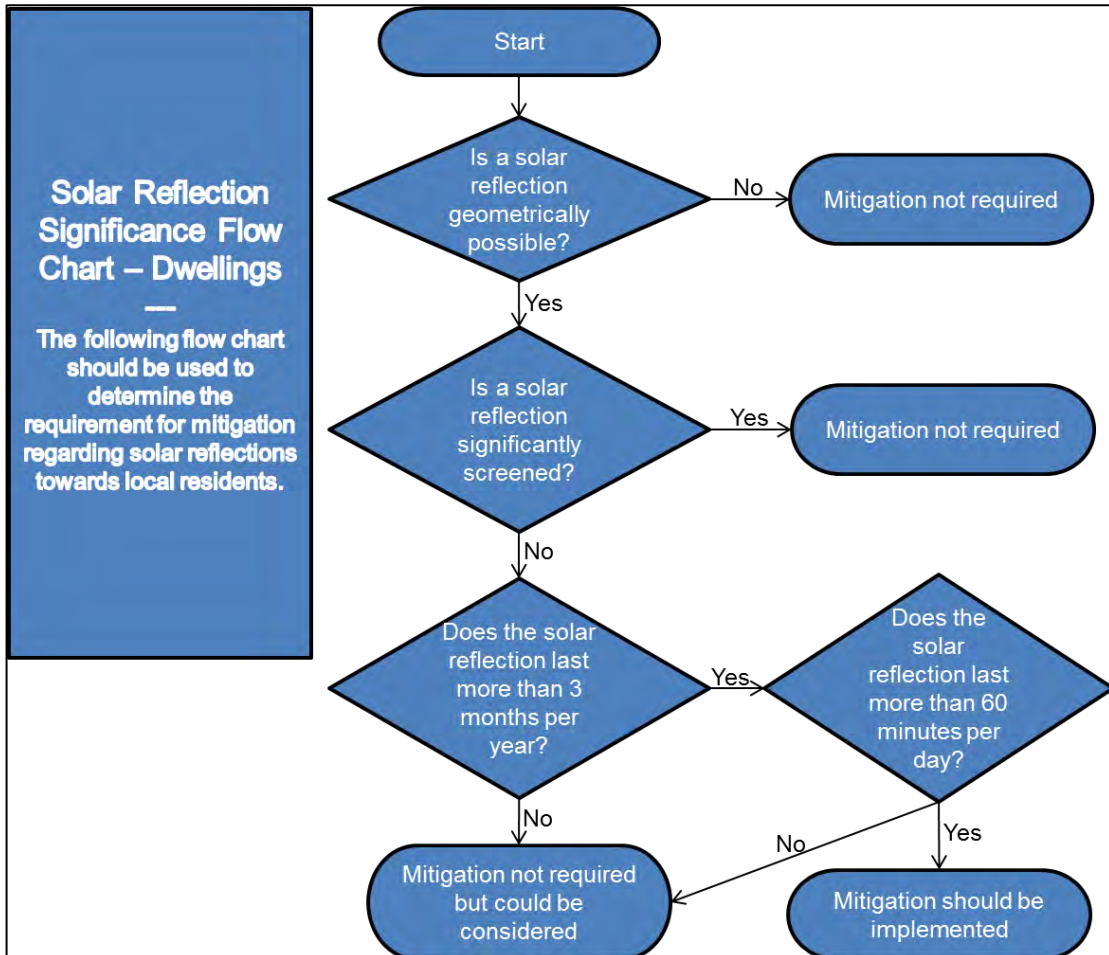 Solar Reflection
Significance Flow
Chart – Dwellings
---
The following flow chart
should be used to
determine the
requirement for mitigation
regarding solar reflections
towards local residents.
Start
Is a solar
reflection
geometrically
possible?
No
Mitigation not required
Yes
Is a solar
reflection
significantly
screened?
Yes
Mitigation not required
No
Does the solar
reflection last
more than 3
months per
year?
Yes
Does the
solar
reflection last
more than 60
minutes per
day?
No
No
Yes
Mitigation not required
but could be
considered
Mitigation should be
implemented